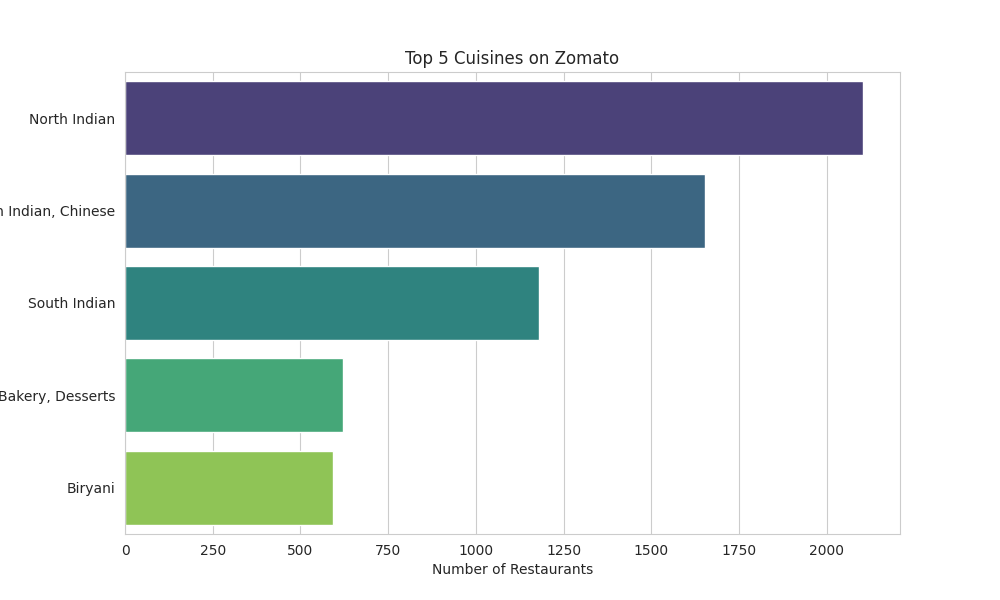 Top 5 Cuisines on Zomato
North Indian
Indian, Chinese
South Indian
Bakery, Desserts
Biryani
0 250 500 750 1000 1250 1500 1750 2000
Number of Restaurants